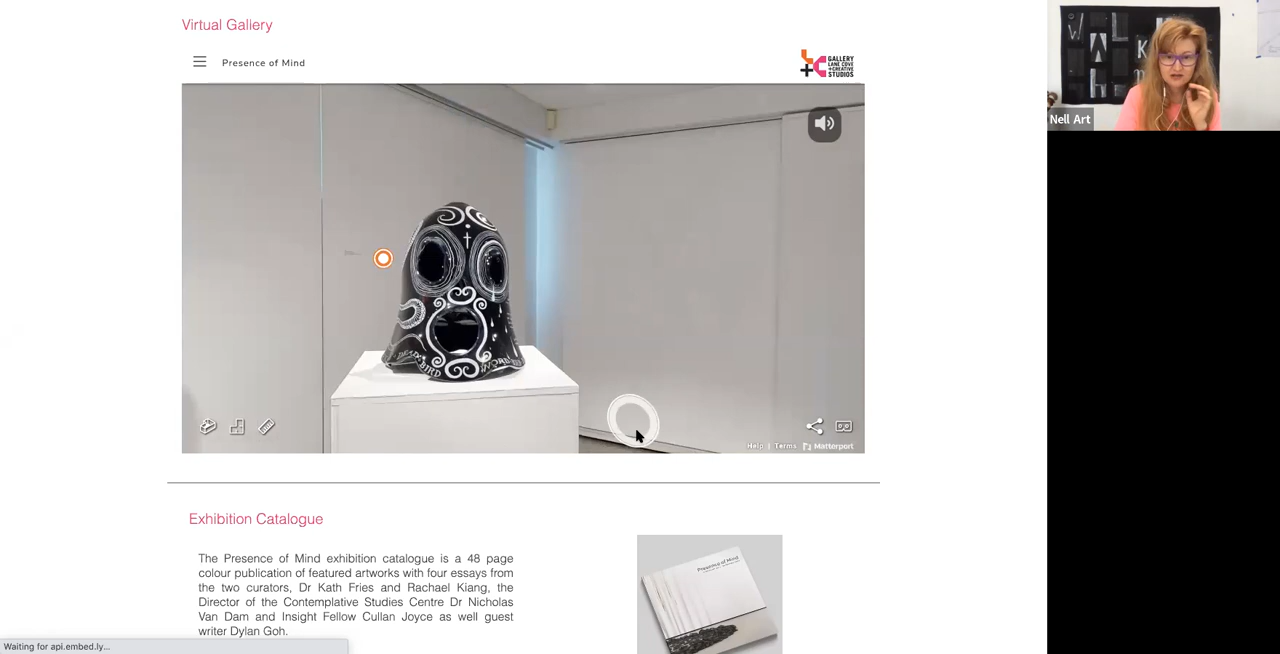 Virtual Gallery
Presence of Mind
GALLERY
LANE COVE
+CREATIVE
STUDIOS
Nell Art
BIRD
Help | Terms
Matterport
Exhibition Catalogue
The Presence of Mind exhibition catalogue is a 48 page
colour publication of featured artworks with four essays from
the two curators, Dr Kath Fries and Rachael Kiang, the
Director of the Contemplative Studies Centre Dr Nicholas
Van Dam and Insight Fellow Cullan Joyce as well guest
writer Dylan Goh.
Presence of Mind
Waiting for api.embed.ly...